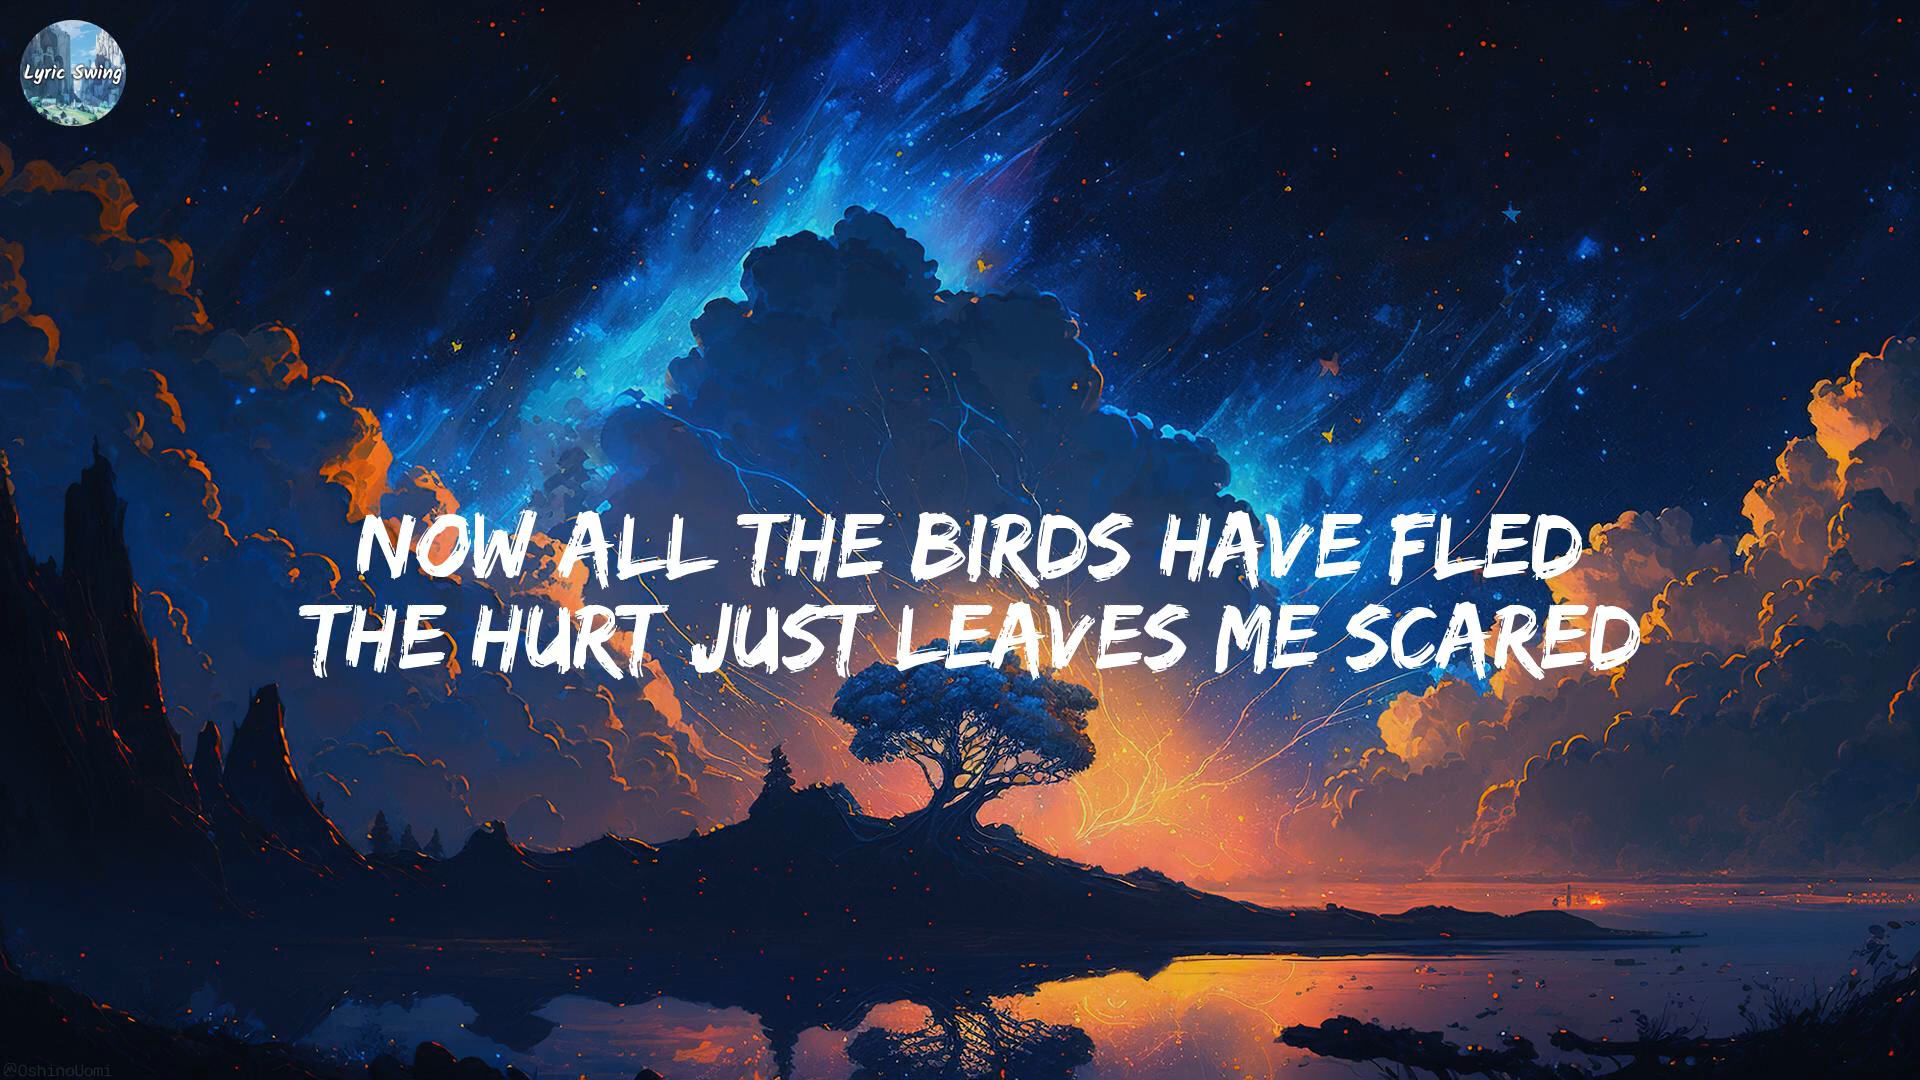 Lyric Swing
NOW ALL THE BIRDS HAVE FLED
THE HURT JUST LEAVES ME SCARED
@OshinoUomi